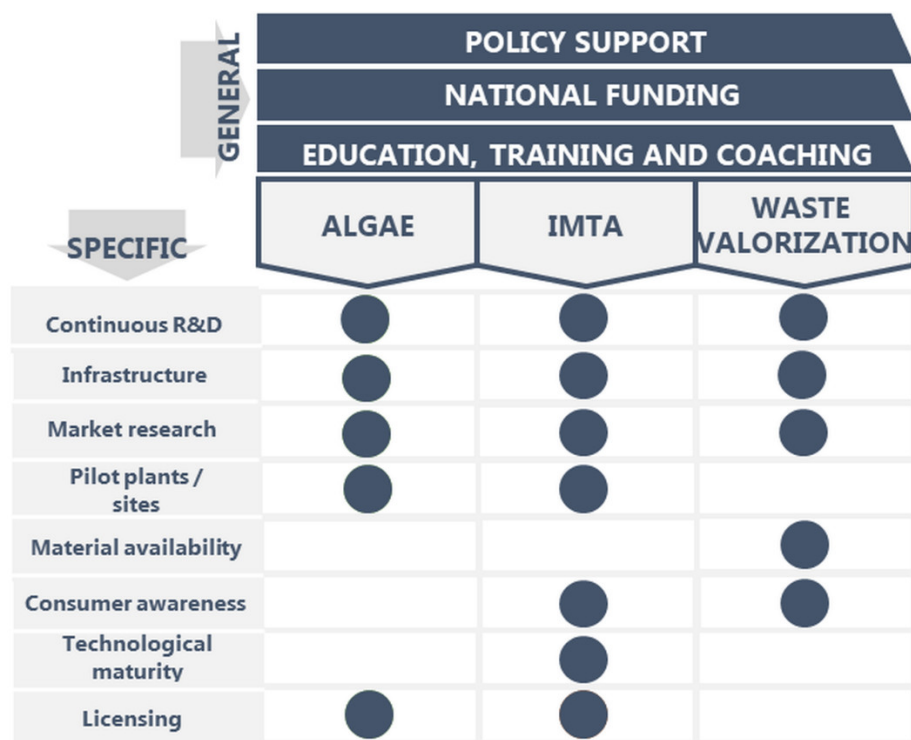 GENERAL
POLICY SUPPORT
NATIONAL FUNDING
EDUCATION, TRAINING AND COACHING
SPECIFIC
ALGAE
IMTA
WASTE
VALORIZATION
Continuous R&D
Infrastructure
Market research
Pilot plants /
sites
Material availability
Consumer awareness
Technological
maturity
Licensing